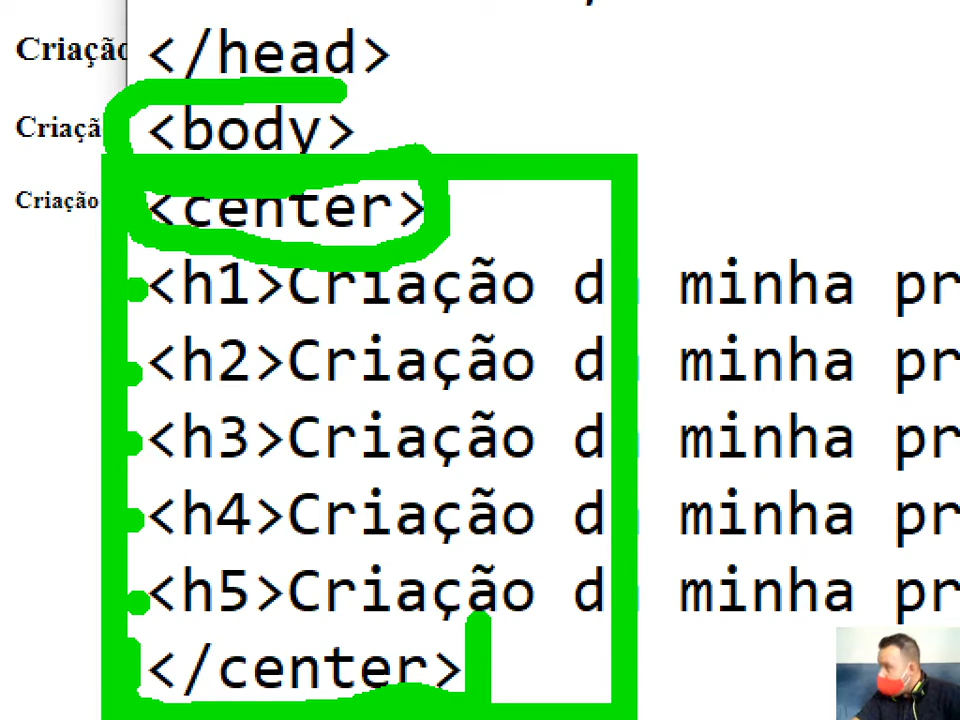 </head>
Criação
<body>
Criaçã
<center>
Criação
<h1>Criação d minha pr
<h2>Criação d minha pr
<h3>Criação d minha pr
<h4>Criação d minha pr
<h5>Criação d minha pr
</center>